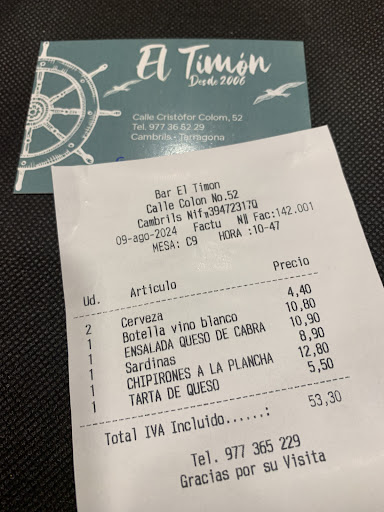 El Timón
Desde 2006
Calle Cristòfor Colom, 52
Tel. 977 36 52 29
Cambrils - Tarragona
Bar El Timon
Calle Colon No.52
Cambrils Nif:39472317Q
09-ago-2024 Factu Nº Fac:142.001
MESA: C9 HORA :10-47
Ud. Articulo Precio
2 Cerveza 4,40
1 Botella vino blanco 10,80
1 ENSALADA QUESO DE CABRA 10,90
1 Sardinas 8,90
1 CHIPIRONES A LA PLANCHA 12,80
1 TARTA DE QUESO 5,50
Total IVA Incluido......: 53,30
Tel. 977 365 229
Gracias por su Visita